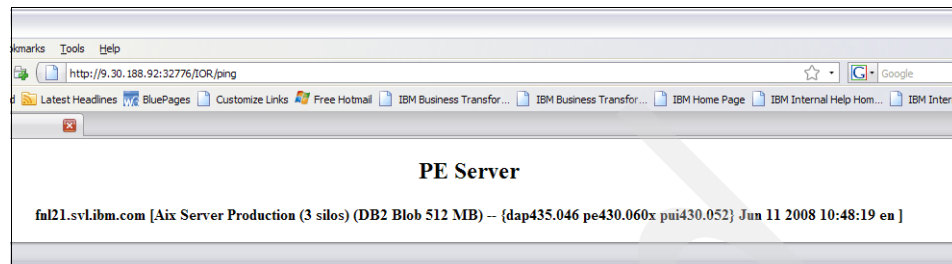 okmarks Tools Help
http://9.30.188.92:32776/IOR/ping
G Google
Latest Headlines BluePages Customize Links Free Hotmail IBM Business Transfor... IBM Business Transfor... IBM Home Page IBM Internal Help Hom... IBM Inter
PE Server
fnl21.svl.ibm.com [Aix Server Production (3 silos) (DB2 Blob 512 MB) -- {dap435.046 pe430.060x pui430.052} Jun 11 2008 10:48:19 en ]